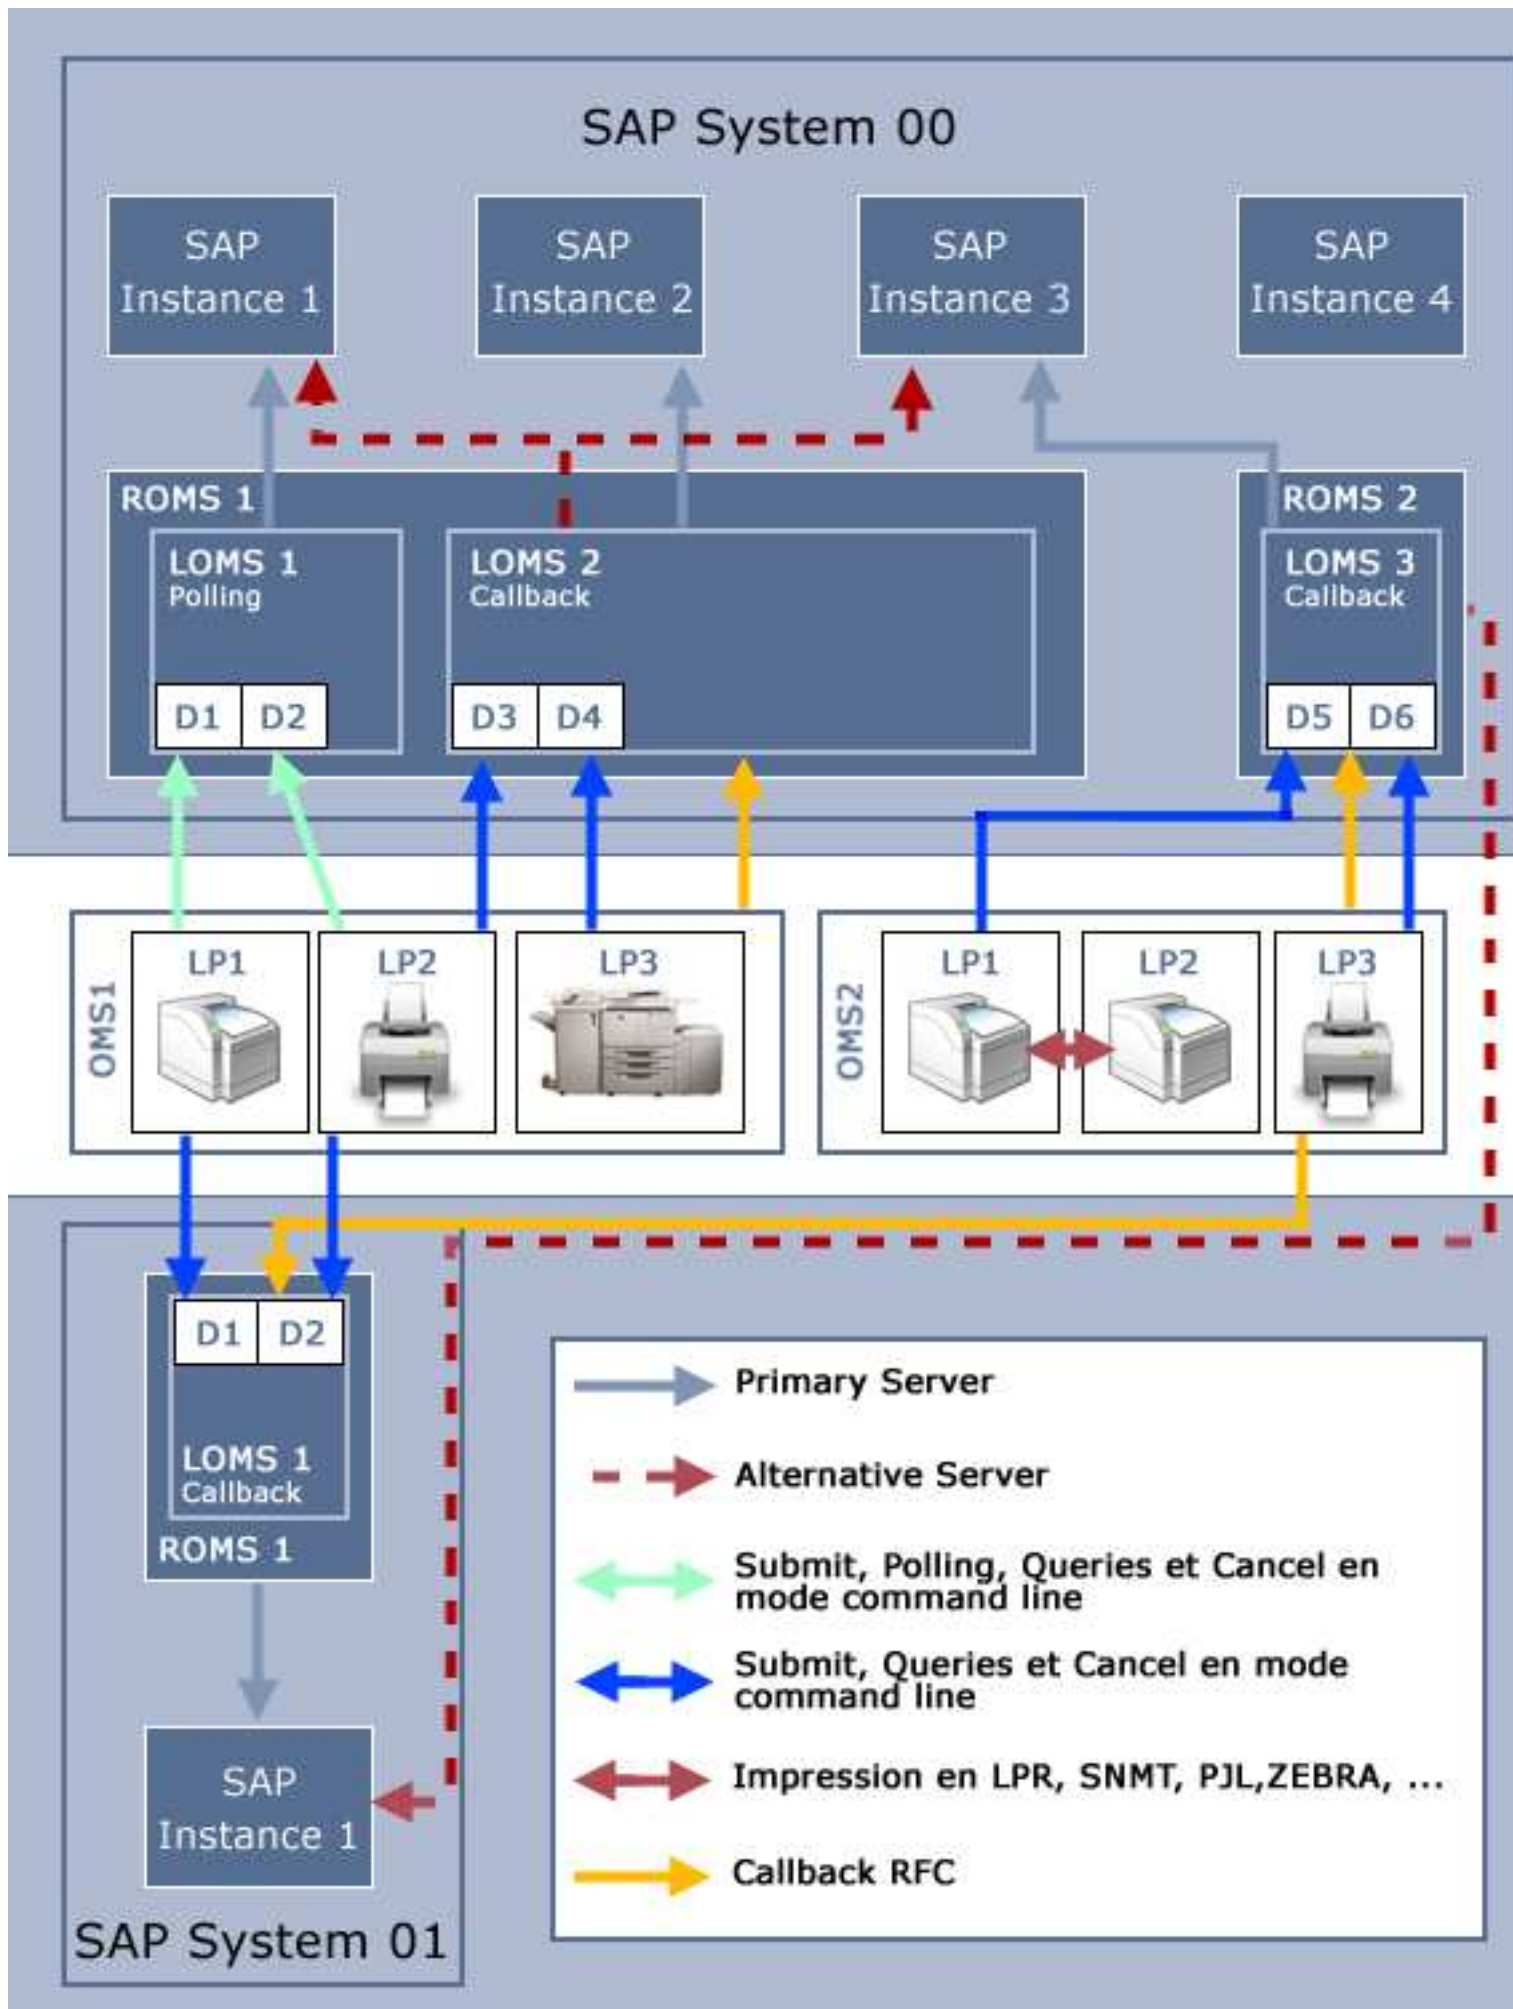 SAP System 00
SAP
Instance 1
SAP
Instance 2
SAP
Instance 3
SAP
Instance 4
ROMS 1
LOMS 1
Polling
D1
D2
LOMS 2
Callback
D3
D4
ROMS 2
LOMS 3
Callback
D5
D6
OMS1
LP1
LP2
LP3
OMS2
LP1
LP2
LP3
D1
D2
LOMS 1
Callback
ROMS 1
SAP
Instance 1
SAP System 01
Primary Server
Alternative Server
Submit, Polling, Queries et Cancel en
mode command line
Submit, Queries et Cancel en mode
command line
Impression en LPR, SNMT, PJL,ZEBRA, ...
Callback RFC